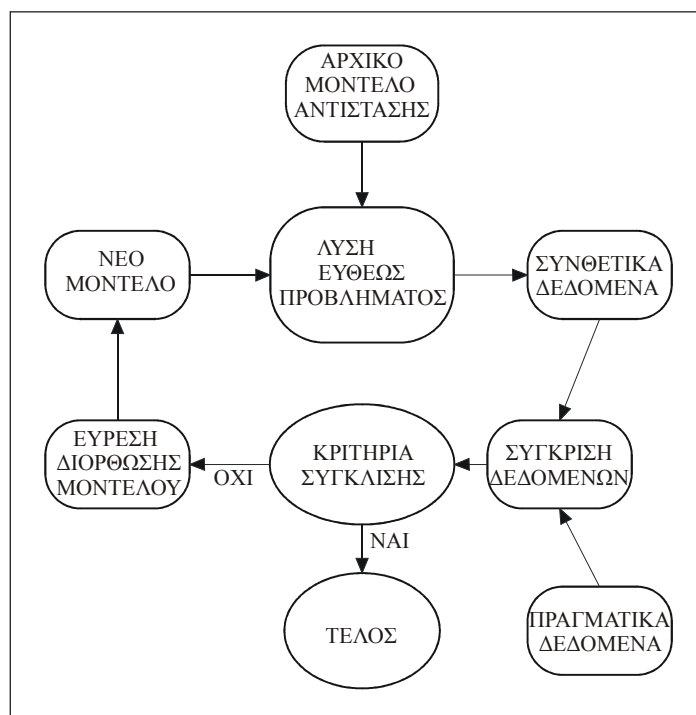 ΑΡΧΙΚΟ
ΜΟΝΤΕΛΟ
ΑΝΤΙΣΤΑΣΗΣ
ΝΕΟ
ΜΟΝΤΕΛΟ
ΛΥΣΗ
ΕΥΘΕΩΣ
ΠΡΟΒΛΗΜΑΤΟΣ
ΣΥΝΘΕΤΙΚΑ
ΔΕΔΟΜΕΝΑ
ΕΥΡΕΣΗ
ΔΙΟΡΘΩΣΗΣ
ΜΟΝΤΕΛΟΥ
ΟΧΙ
ΚΡΙΤΗΡΙΑ
ΣΥΓΚΛΙΣΗΣ
ΣΥΓΚΡΙΣΗ
ΔΕΔΟΜΕΝΩΝ
ΝΑΙ
ΤΕΛΟΣ
ΠΡΑΓΜΑΤΙΚΑ
ΔΕΔΟΜΕΝΑ